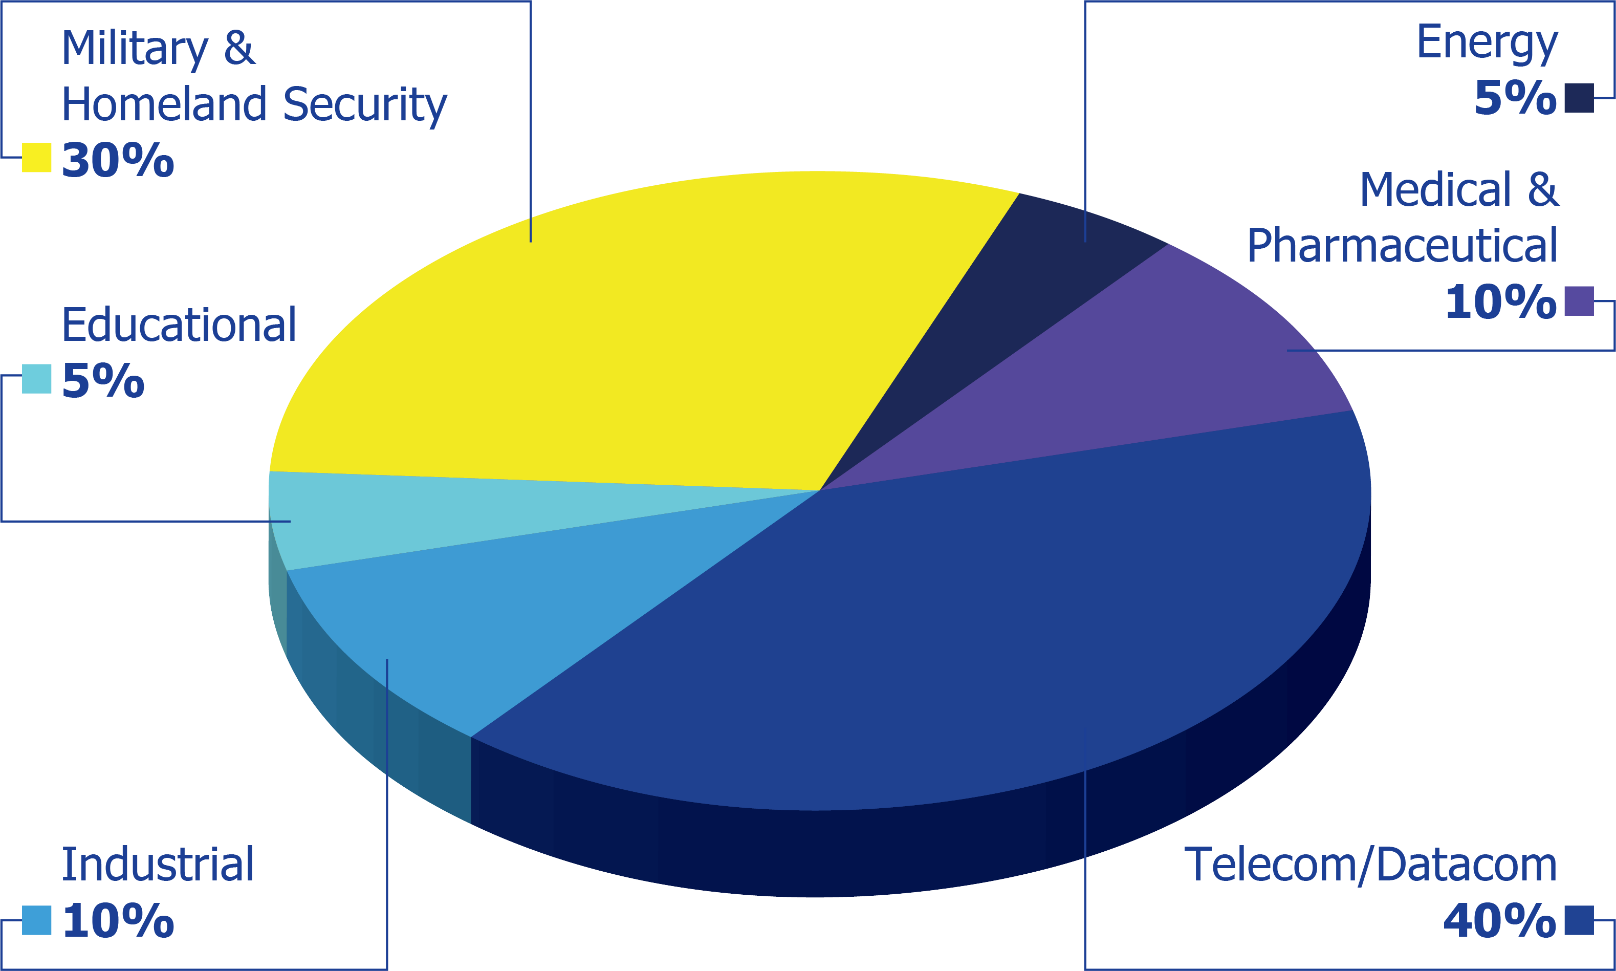 Military &
Homeland Security
30%
Educational
5%
Industrial
10%
Energy
5%
Medical &
Pharmaceutical
10%
Telecom/Datacom
40%